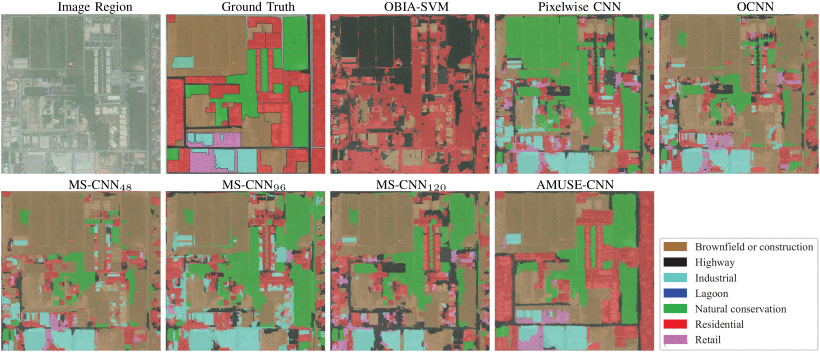 Image Region
Ground Truth
OBIA-SVM
Pixelwise CNN
OCNN
MS-CNN48
MS-CNN96
MS-CNN120
AMUSE-CNN
Brownfield or construction
Highway
Industrial
Lagoon
Natural conservation
Residential
Retail